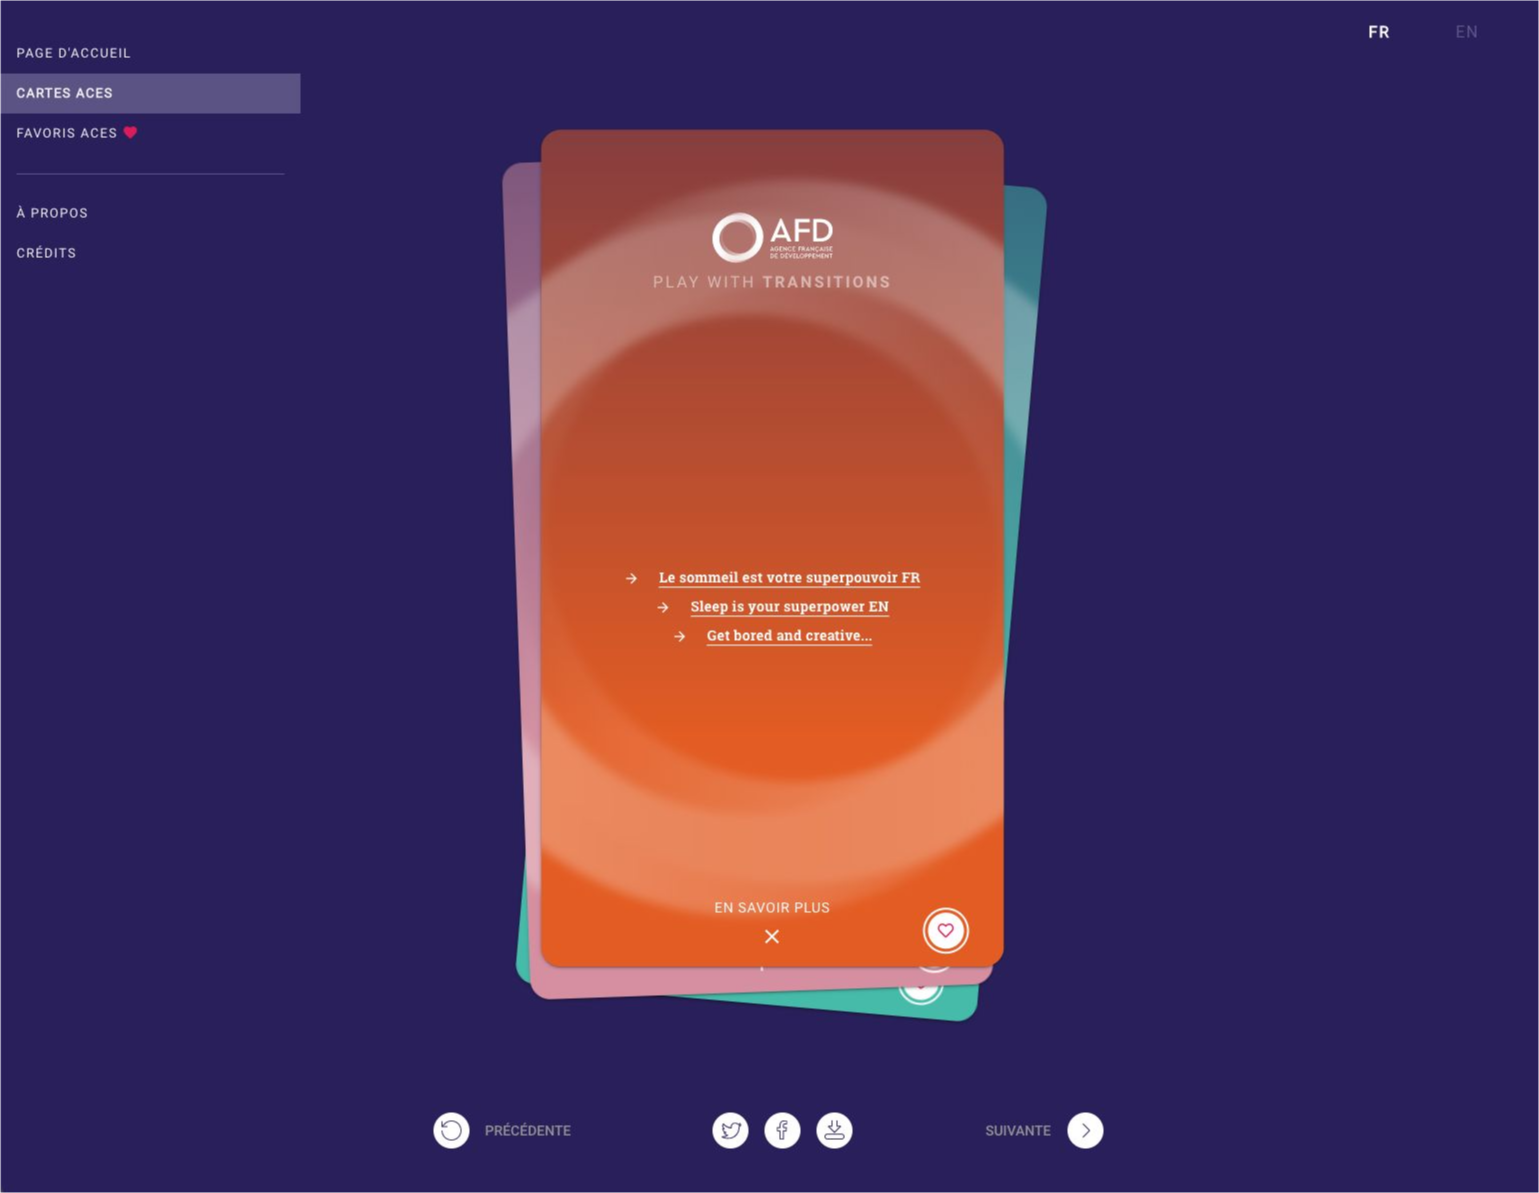 FR
EN
PAGE D'ACCUEIL
CARTES ACES
FAVORIS ACES
À PROPOS
CRÉDITS
AFD
AGENCE FRANÇAISE
DE DÉVELOPPEMENT
PLAY WITH TRANSITIONS
Le sommeil est votre superpouvoir FR
Sleep is your superpower EN
Get bored and creative...
EN SAVOIR PLUS
PRÉCÉDENTE
SUIVANTE